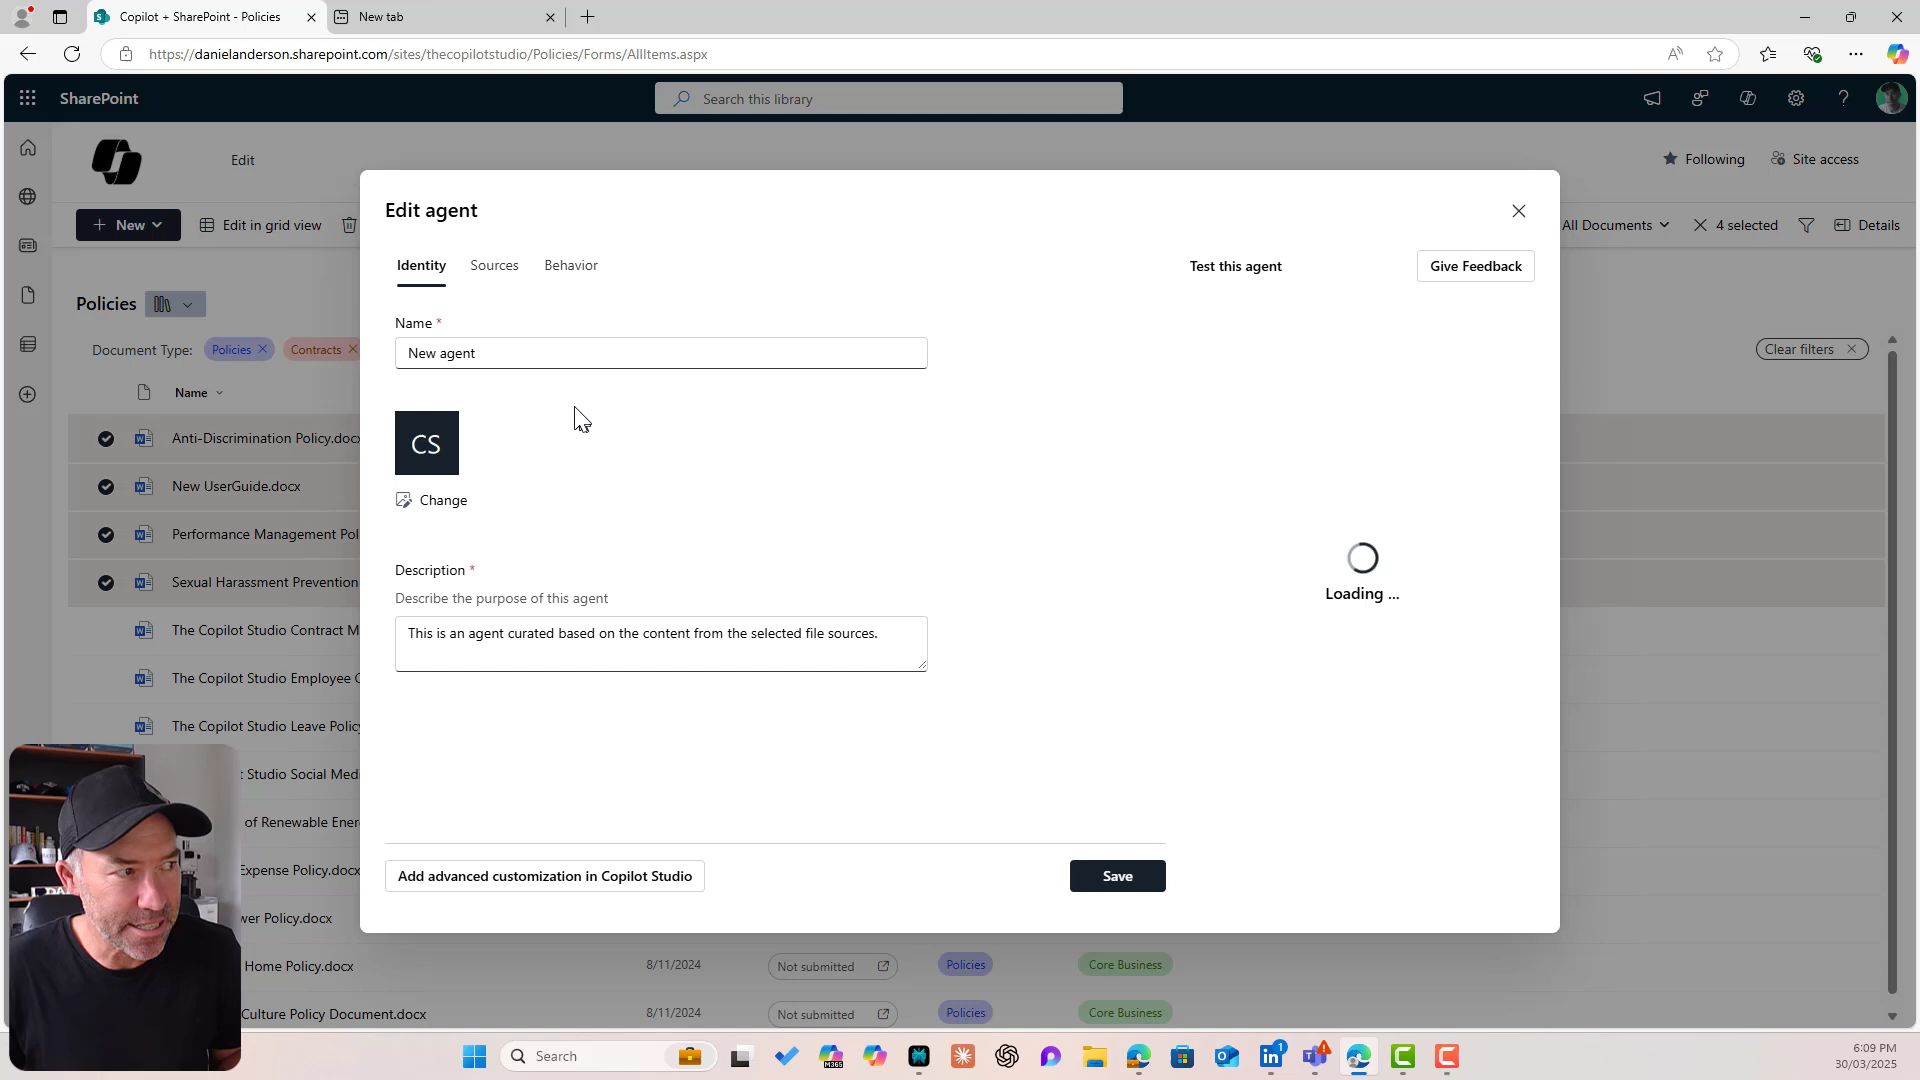 Copilot + SharePoint - Policies
New tab
https://danielanderson.sharepoint.com/sites/thecopilotstudio/Policies/Forms/AllItems.aspx
SharePoint
Search this library
Edit
Following
Site access
New
Edit in grid view
All Documents
4 selected
Details
Policies
Document Type:
Policies
Contracts
Clear filters
Name
Anti-Discrimination Policy.docx
New UserGuide.docx
Performance Management Pol
Sexual Harassment Prevention
The Copilot Studio Contract M
The Copilot Studio Employee C
The Copilot Studio Leave Policy
t Studio Social Medi
of Renewable Ener
Expense Policy.doc
wer Policy.docx
Home Policy.docx
8/11/2024
Not submitted
Policies
Core Business
Culture Policy Document.docx
8/11/2024
Not submitted
Policies
Core Business
Edit agent
Identity
Sources
Behavior
Test this agent
Give Feedback
Name *
New agent
CS
Change
Description *
Describe the purpose of this agent
This is an agent curated based on the content from the selected file sources.
Loading ...
Add advanced customization in Copilot Studio
Save
Search
M365
1
6:09 PM
30/03/2025